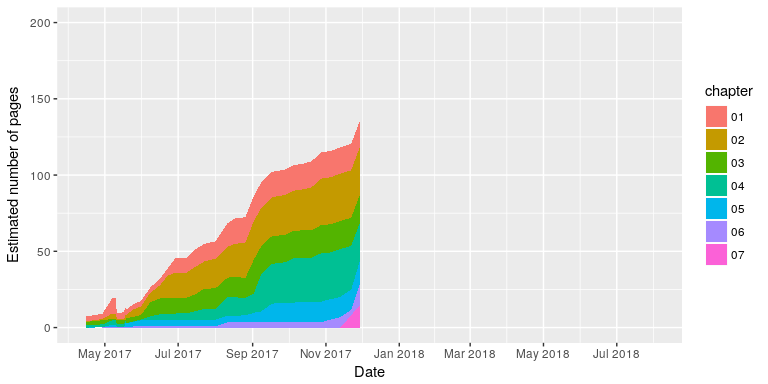 Estimated number of pages
200
150
100
50
0
May 2017
Jul 2017
Sep 2017
Nov 2017
Jan 2018
Mar 2018
May 2018
Jul 2018
Date
chapter
01
02
03
04
05
06
07